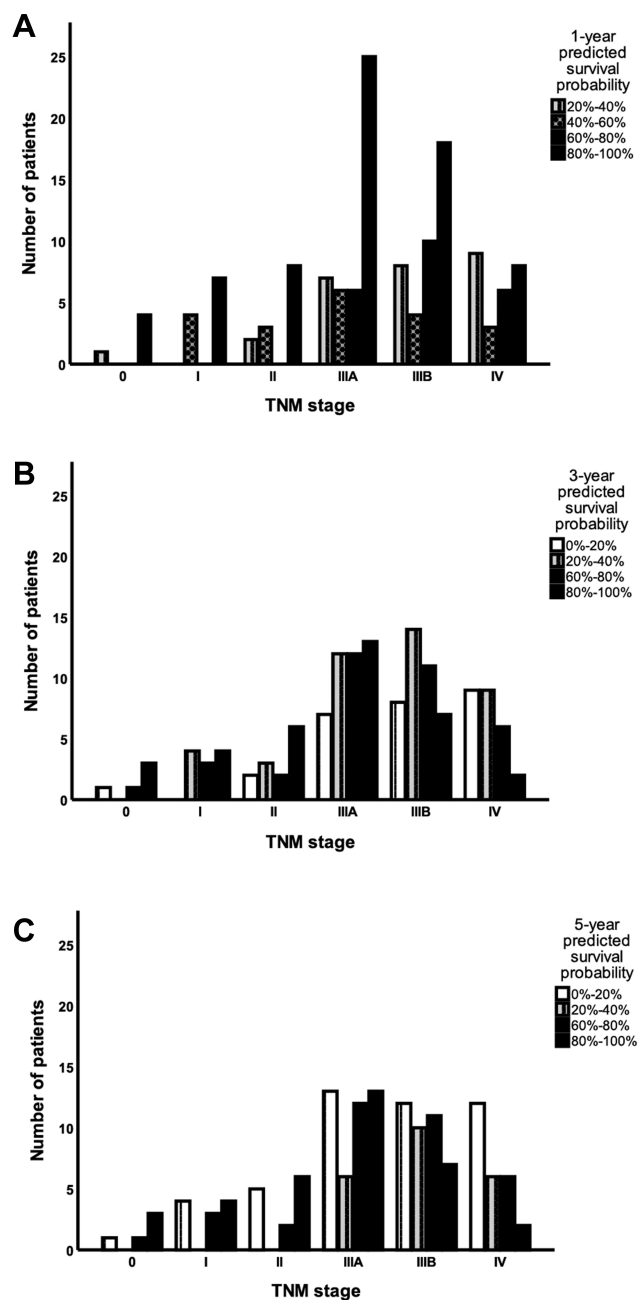 A
1-year
predicted
survival
probability
20%-40%
40%-60%
60%-80%
80%-100%
Number of patients
25
20
15
10
5
0
0 I II IIIA IIIB IV
TNM stage
B
3-year
predicted
survival
probability
0%-20%
20%-40%
60%-80%
80%-100%
Number of patients
25
20
15
10
5
0
0 I II IIIA IIIB IV
TNM stage
C
5-year
predicted
survival
probability
0%-20%
20%-40%
60%-80%
80%-100%
Number of patients
25
20
15
10
5
0
0 I II IIIA IIIB IV
TNM stage